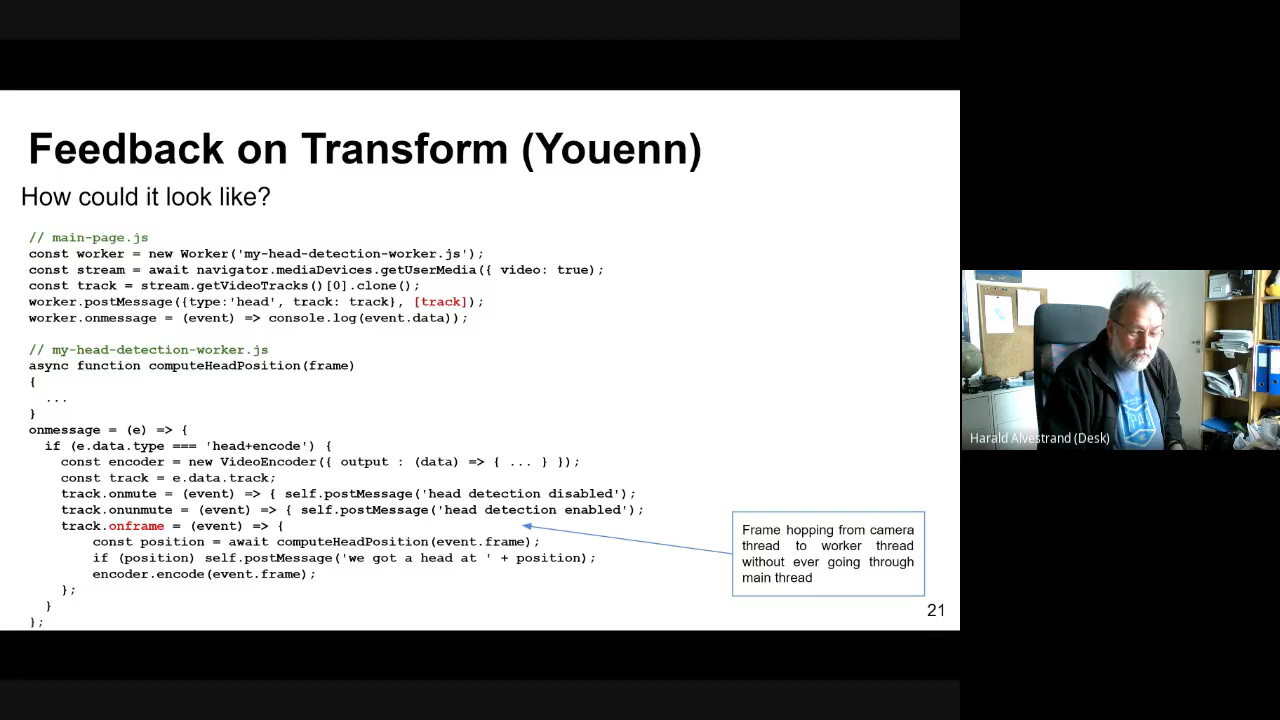 Feedback on Transform (Youenn)
How could it look like?
// main-page.js
const worker = new Worker('my-head-detection-worker.js');
const stream = await navigator.mediaDevices.getUserMedia({ video: true);
const track = stream.getVideoTracks()[0].clone();
worker.postMessage({type:'head', track: track}, [track]);
worker.onmessage = (event) => console.log(event.data));
// my-head-detection-worker.js
async function computeHeadPosition(frame)
{
...
}
onmessage = (e) => {
if (e.data.type === 'head+encode') {
const encoder = new VideoEncoder({ output : (data) => { ... } });
const track = e.data.track;
track.onmute = (event) => { self.postMessage('head detection disabled');
track.onunmute = (event) => { self.postMessage('head detection enabled');
track.onframe = (event) => {
const position = await computeHeadPosition(event.frame);
if (position) self.postMessage('we got a head at ' + position);
encoder.encode(event.frame);
};
}
};
Frame hopping from camera
thread to worker thread
without ever going through
main thread
21
Harald Alvestrand (Desk)